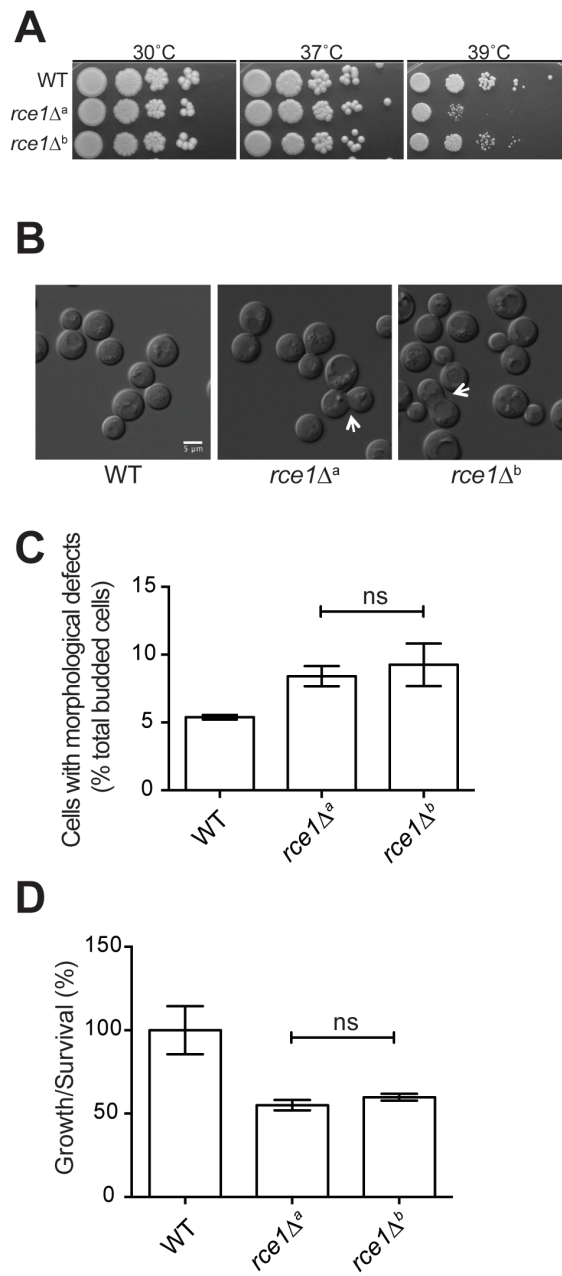 A
30°C 37°C 39°C
WT
rce1Δᵃ
rce1Δᵇ
B
5 μm
WT rce1Δᵃ rce1Δᵇ
C
Cells with morphological defects
(% total budded cells)
15
10
5
0
ns
WT rce1Δᵃ rce1Δᵇ
D
Growth/Survival (%)
150
100
50
0
ns
WT rce1Δᵃ rce1Δᵇ